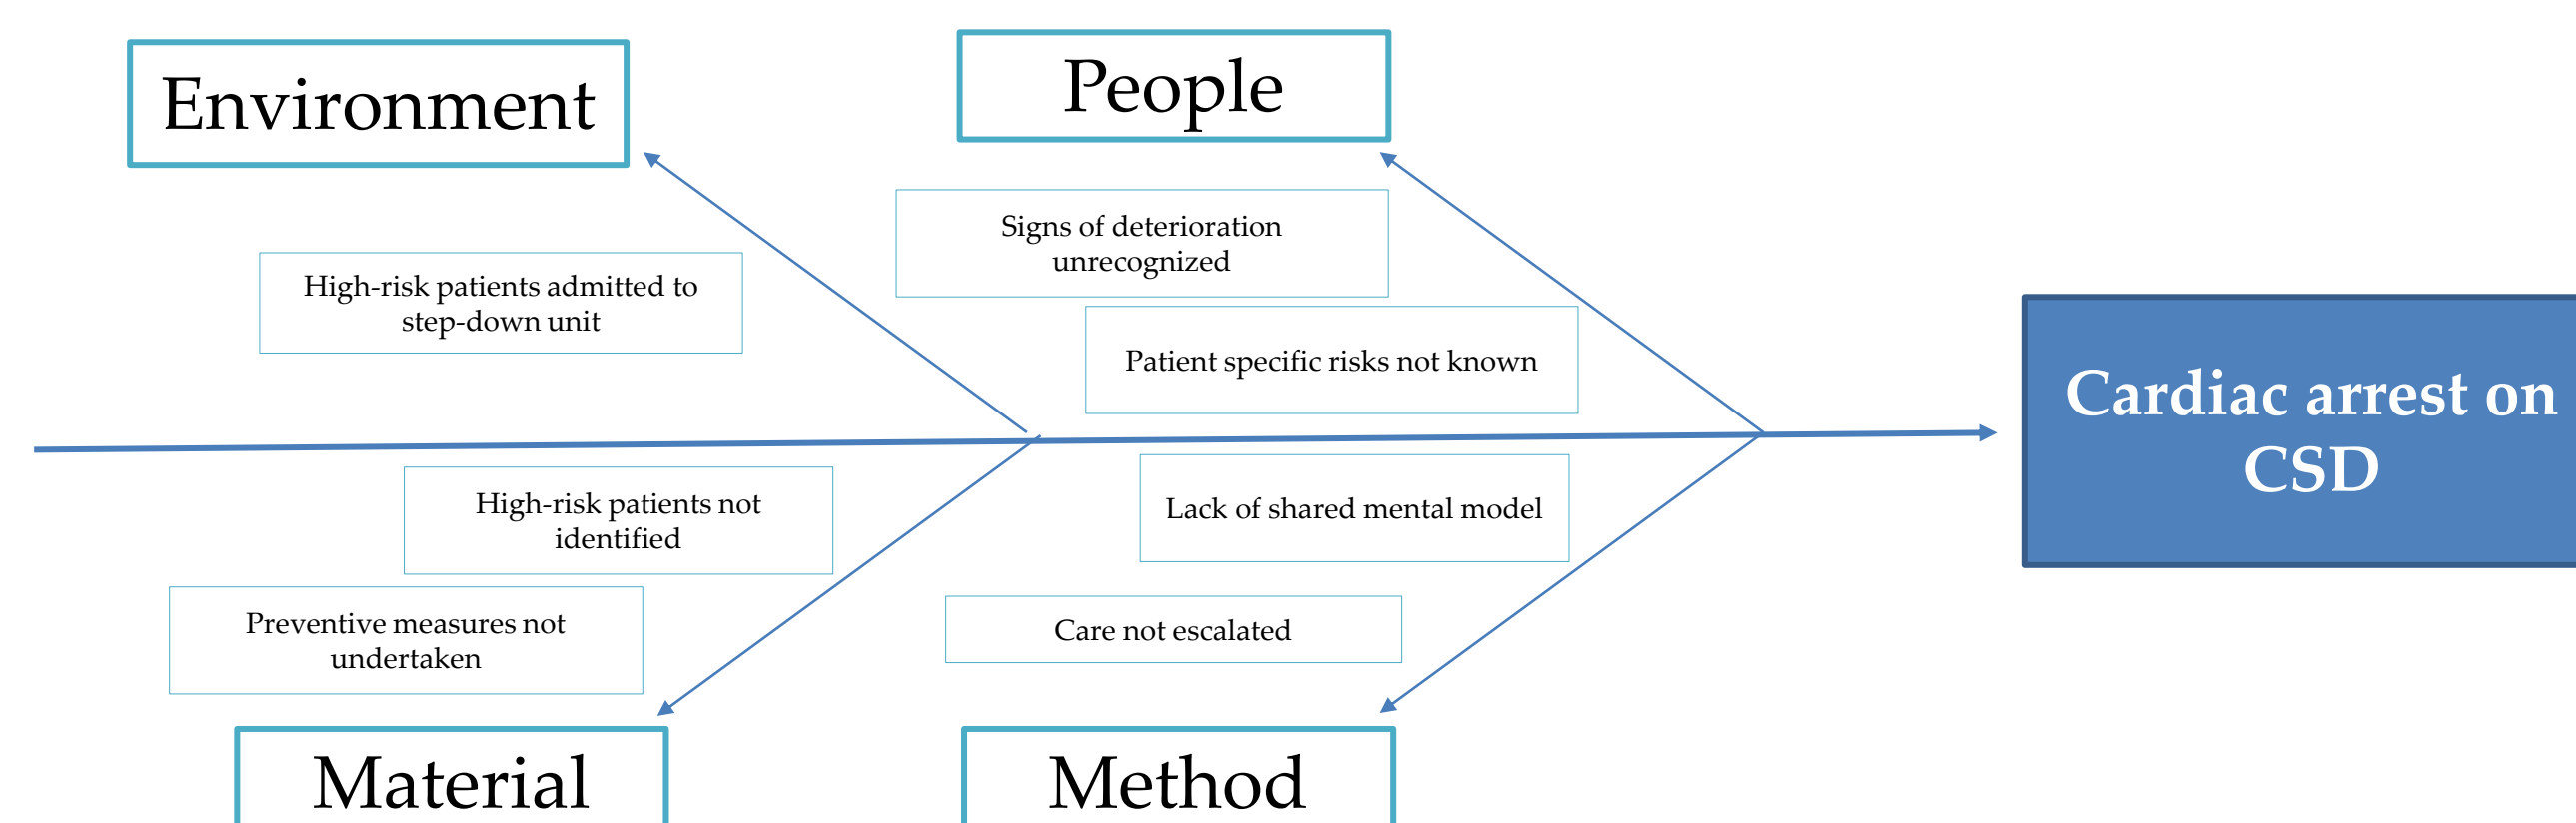 Environment
People
Signs of deterioration
unrecognized
High-risk patients admitted to
step-down unit
Patient specific risks not known
Cardiac arrest on
CSD
High-risk patients not
identified
Lack of shared mental model
Preventive measures not
undertaken
Care not escalated
Material
Method